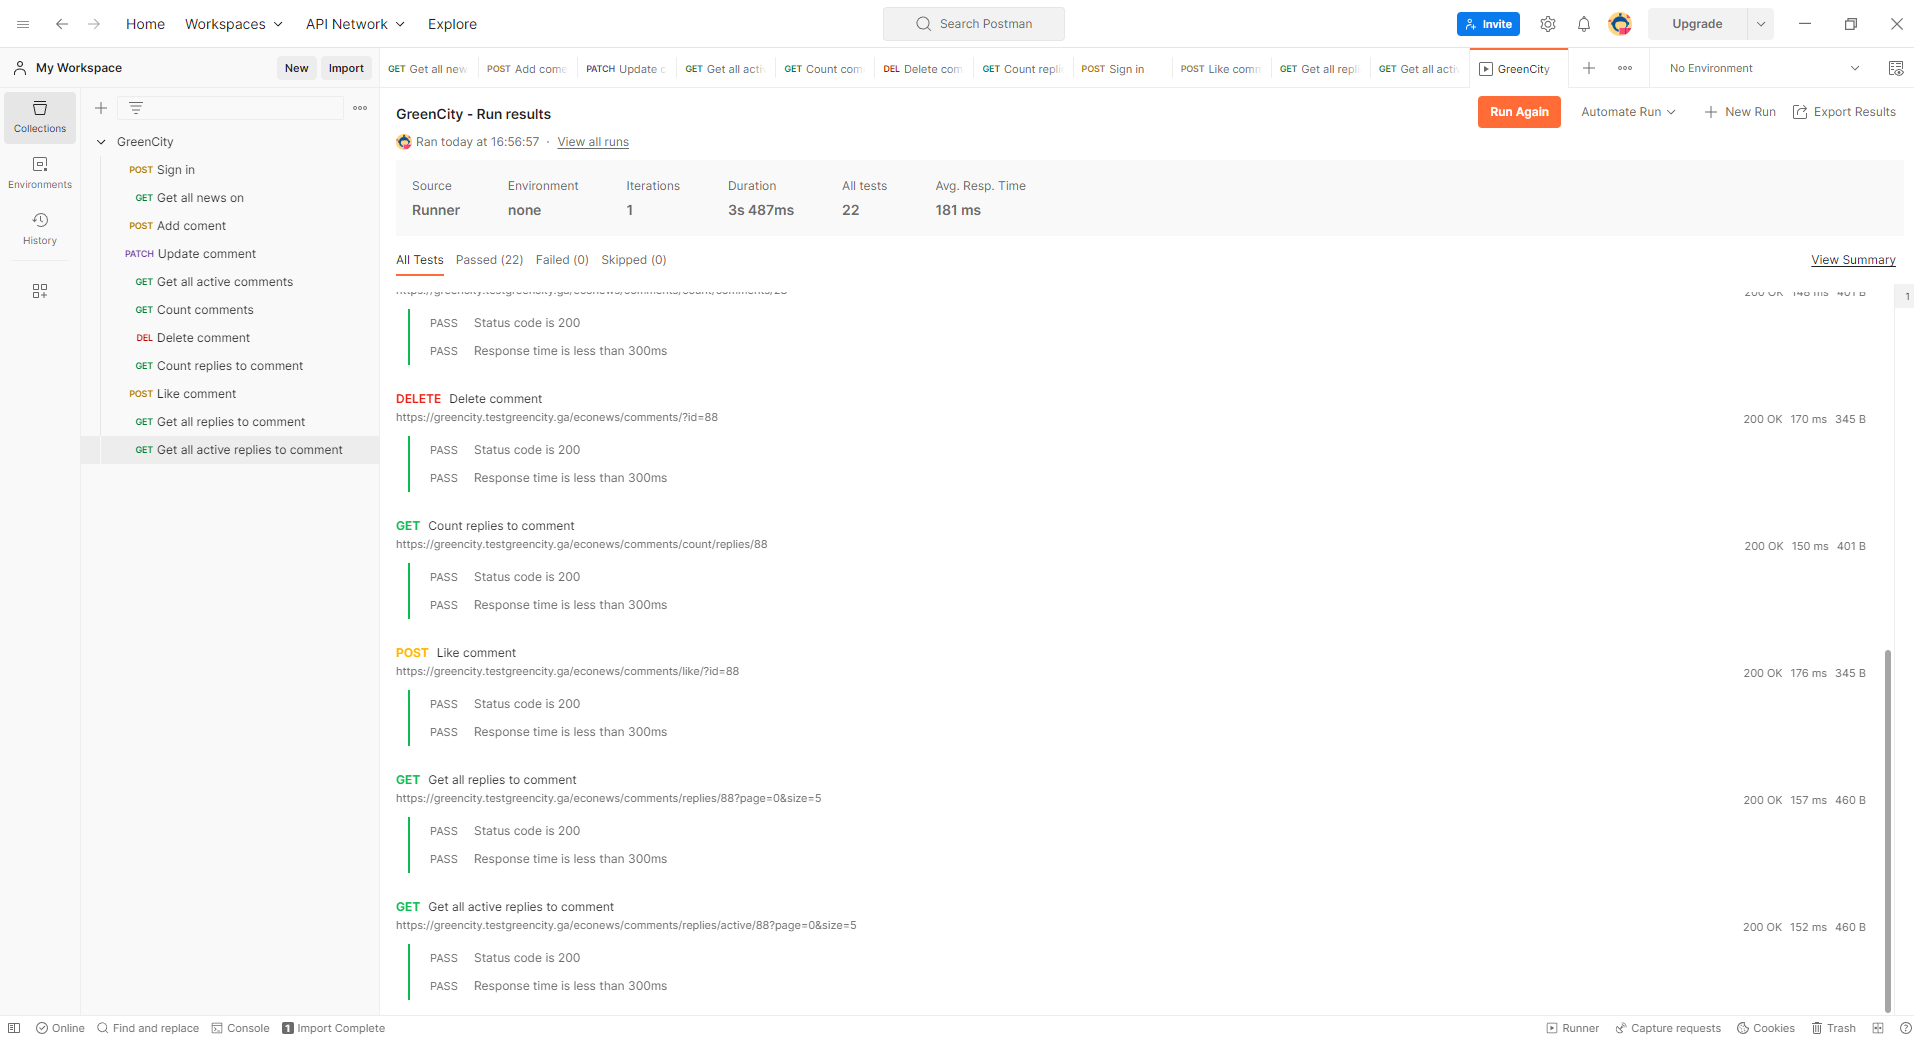 Home Workspaces API Network Explore Search Postman Invite Upgrade
My Workspace New Import GET Get all new POST Add come PATCH Update c GET Get all acti GET Count com DEL Delete com GET Count repli POST Sign in POST Like comm GET Get all repli GET Get all acti GreenCity No Environment
Collections
Environments
History
GreenCity
POST Sign in
GET Get all news on
POST Add coment
PATCH Update comment
GET Get all active comments
GET Count comments
DEL Delete comment
GET Count replies to comment
POST Like comment
GET Get all replies to comment
GET Get all active replies to comment
GreenCity - Run results
Run Again Automate Run New Run Export Results
Ran today at 16:56:57 · View all runs
Source Environment Iterations Duration All tests Avg. Resp. Time
Runner none 1 3s 487ms 22 181 ms
All Tests Passed (22) Failed (0) Skipped (0) View Summary
1
PASS Status code is 200
PASS Response time is less than 300ms
DELETE Delete comment
https://greencity.testgreencity.ga/econews/comments/?id=88 200 OK 170 ms 345 B
PASS Status code is 200
PASS Response time is less than 300ms
GET Count replies to comment
https://greencity.testgreencity.ga/econews/comments/count/replies/88 200 OK 150 ms 401 B
PASS Status code is 200
PASS Response time is less than 300ms
POST Like comment
https://greencity.testgreencity.ga/econews/comments/like/?id=88 200 OK 176 ms 345 B
PASS Status code is 200
PASS Response time is less than 300ms
GET Get all replies to comment
https://greencity.testgreencity.ga/econews/comments/replies/88?page=0&size=5 200 OK 157 ms 460 B
PASS Status code is 200
PASS Response time is less than 300ms
GET Get all active replies to comment
https://greencity.testgreencity.ga/econews/comments/replies/active/88?page=0&size=5 200 OK 152 ms 460 B
PASS Status code is 200
PASS Response time is less than 300ms
Online Find and replace Console 1 Import Complete Runner Capture requests Cookies Trash